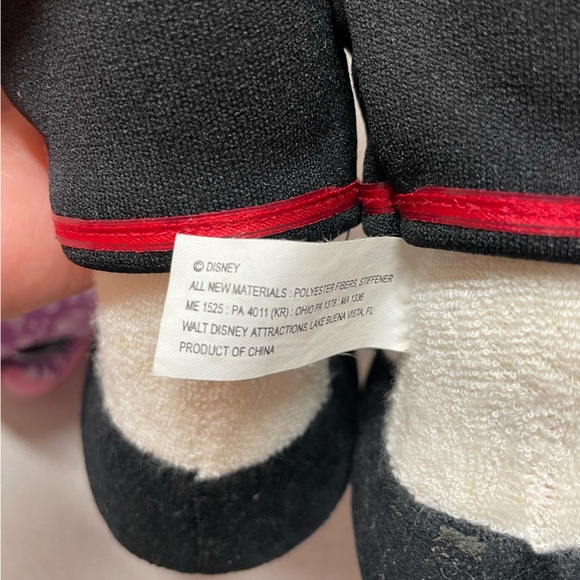 © DISNEY
ALL NEW MATERIALS : POLYESTER FIBERS, STIFFENER
ME 1525 : PA 4011 (KR) : OHIO PA 1378 : MA 1336
WALT DISNEY ATTRACTIONS, LAKE BUENA VISTA, FL
PRODUCT OF CHINA